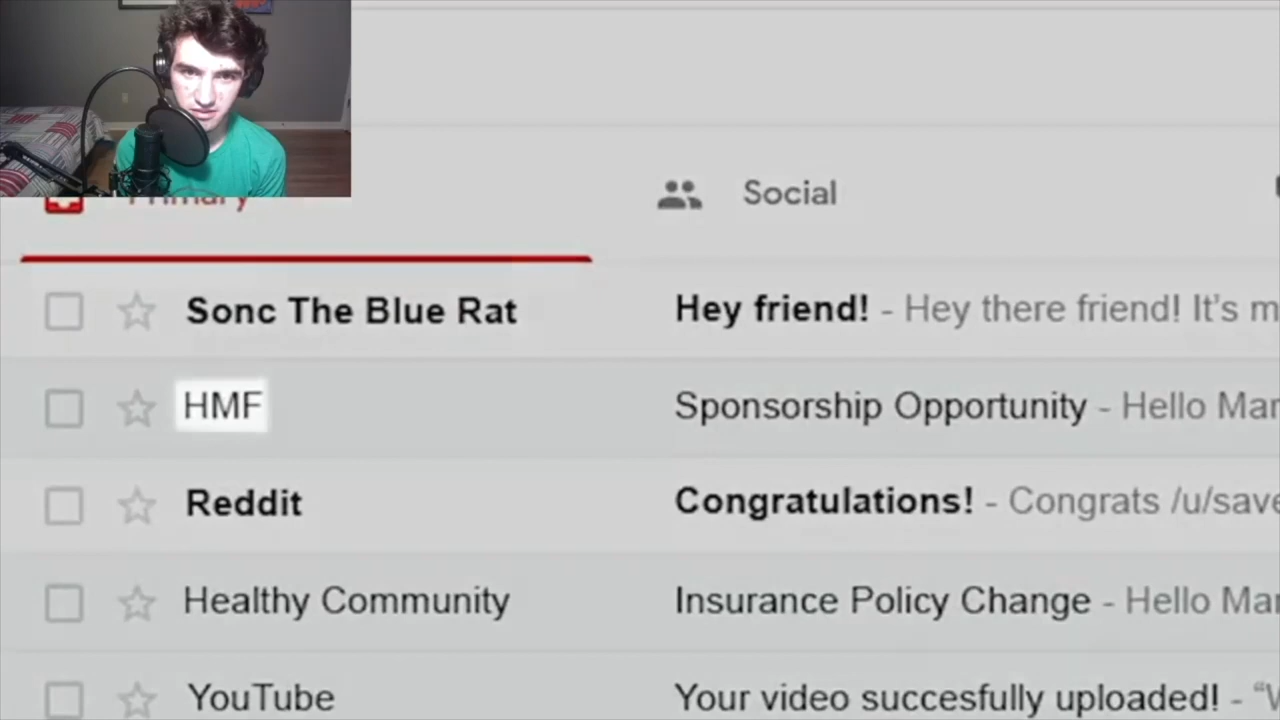 Primary
Social
Sonc The Blue Rat Hey friend! - Hey there friend! It's m
HMF Sponsorship Opportunity - Hello Mar
Reddit Congratulations! - Congrats /u/save
Healthy Community Insurance Policy Change - Hello Mar
YouTube Your video succesfully uploaded! - "